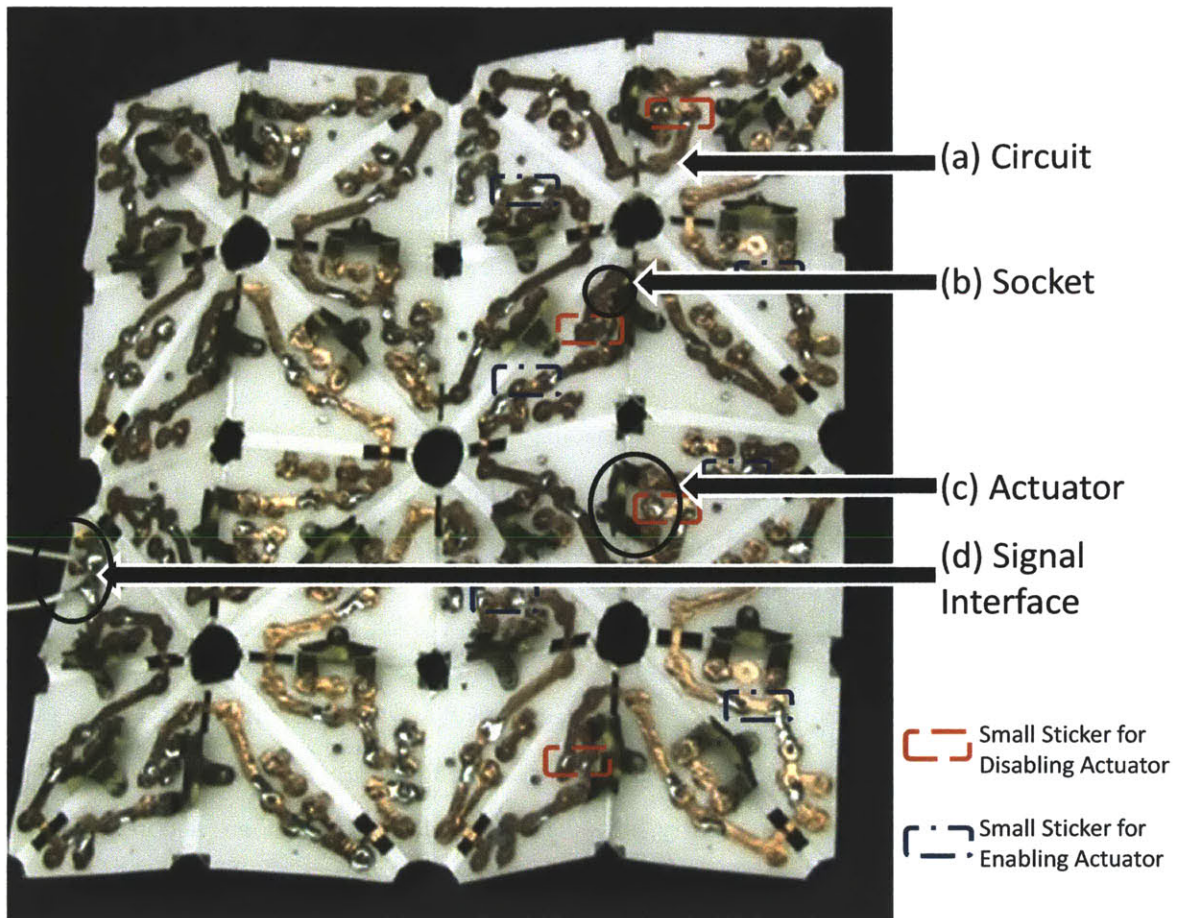 (a) Circuit
(b) Socket
(c) Actuator
(d) Signal
Interface
Small Sticker for
Disabling Actuator
Small Sticker for
Enabling Actuator